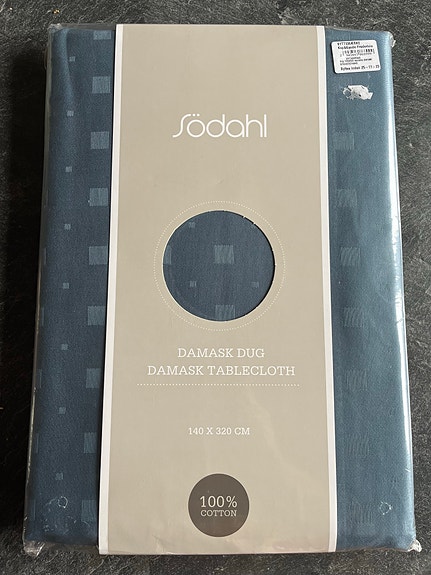 Södahl
DAMASK DUG
DAMASK TABLECLOTH
140 X 320 CM
100%
COTTON